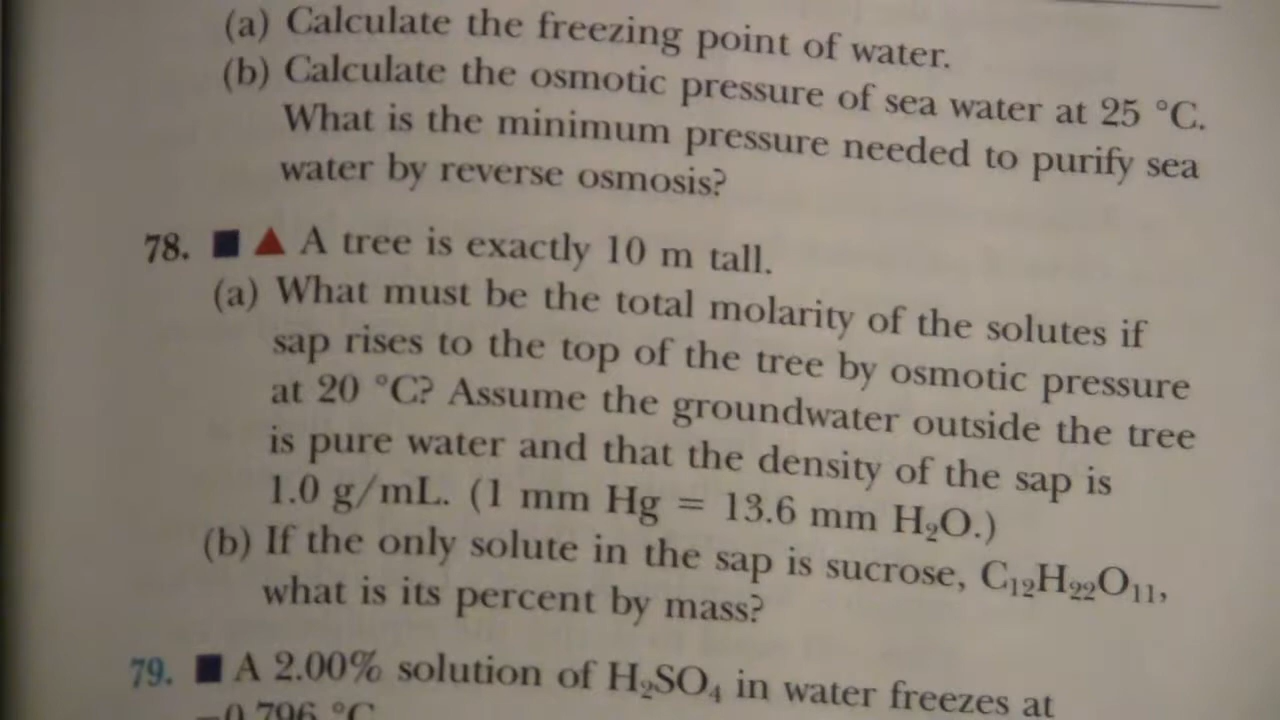 (a) Calculate the freezing point of water.
(b) Calculate the osmotic pressure of sea water at 25 °C.
What is the minimum pressure needed to purify sea
water by reverse osmosis?
78. ■ ▲ A tree is exactly 10 m tall.
(a) What must be the total molarity of the solutes if
sap rises to the top of the tree by osmotic pressure
at 20 °C? Assume the groundwater outside the tree
is pure water and that the density of the sap is
1.0 g/mL. (1 mm Hg = 13.6 mm H₂O.)
(b) If the only solute in the sap is sucrose, C₁₂H₂₂O₁₁,
what is its percent by mass?
79. ■ A 2.00% solution of H₂SO₄ in water freezes at
−0.796 °C